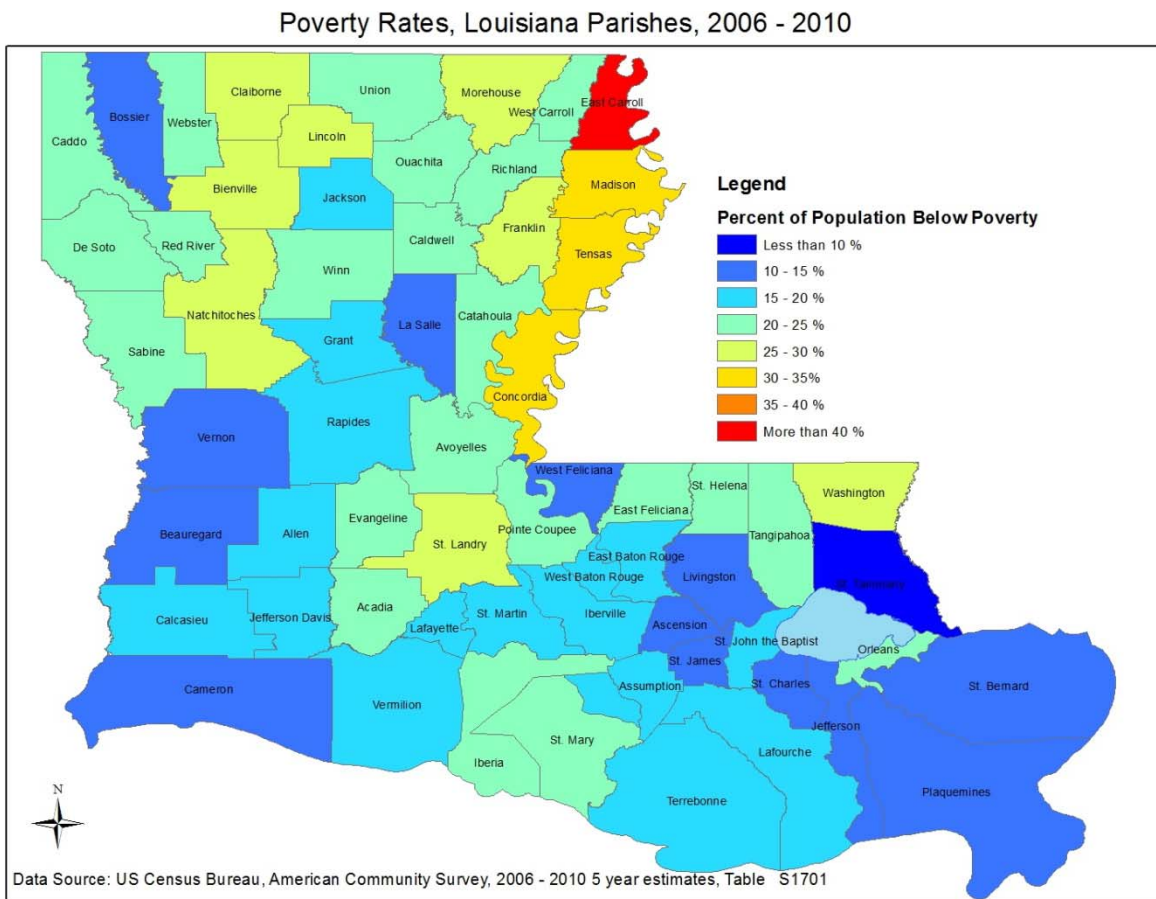 Poverty Rates, Louisiana Parishes, 2006 - 2010
Claiborne
Union
Morehouse
West Carroll
East Carroll
Bossier
Webster
Caddo
Lincoln
Ouachita
Richland
Madison
Bienville
Jackson
Franklin
De Soto
Red River
Caldwell
Tensas
Winn
Natchitoches
La Salle
Catahoula
Grant
Sabine
Concordia
Rapides
Vernon
Avoyelles
West Feliciana
St. Helena
Washington
East Feliciana
Evangeline
Pointe Coupee
Beauregard
Allen
St. Landry
Tangipahoa
East Baton Rouge
West Baton Rouge
Livingston
St. Tammany
Acadia
Calcasieu
Jefferson Davis
Lafayette
St. Martin
Iberville
Ascension
St. John the Baptist
Orleans
St. James
Cameron
Vermilion
Assumption
St. Charles
St. Bernard
Jefferson
St. Mary
Lafourche
Iberia
Plaquemines
Terrebonne
Legend
Percent of Population Below Poverty
Less than 10 %
10 - 15 %
15 - 20 %
20 - 25 %
25 - 30 %
30 - 35%
35 - 40 %
More than 40 %
N
Data Source: US Census Bureau, American Community Survey, 2006 - 2010 5 year estimates, Table S1701